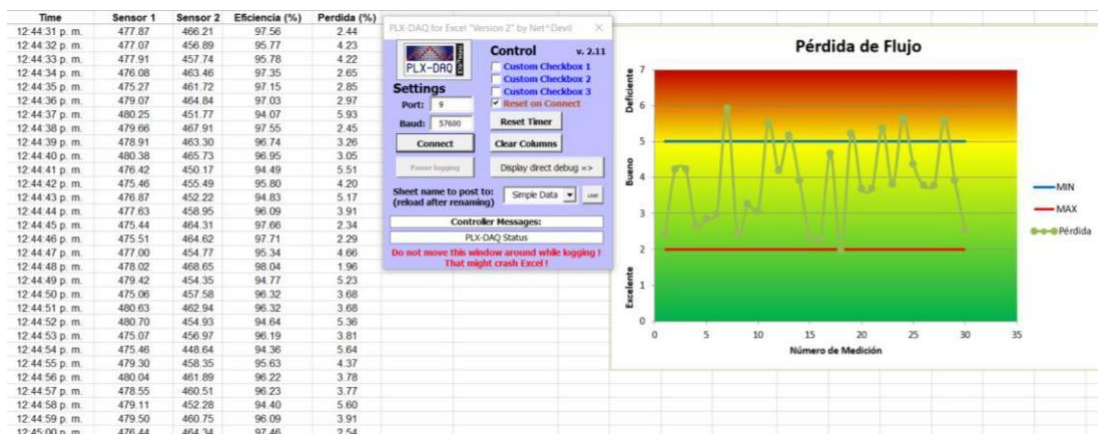 Time Sensor 1 Sensor 2 Eficiencia (%) Perdida (%)
12:44:31 p. m. 477.87 466.21 97.56 2.44
12:44:32 p. m. 477.07 456.89 95.77 4.23
12:44:33 p. m. 477.91 457.74 95.78 4.22
12:44:34 p. m. 476.08 463.46 97.35 2.65
12:44:35 p. m. 475.27 461.72 97.15 2.85
12:44:36 p. m. 479.07 464.84 97.03 2.97
12:44:37 p. m. 480.25 451.77 94.07 5.93
12:44:38 p. m. 479.66 467.91 97.55 2.45
12:44:39 p. m. 478.91 463.30 96.74 3.26
12:44:40 p. m. 480.38 465.73 96.95 3.05
12:44:41 p. m. 476.42 450.17 94.49 5.51
12:44:42 p. m. 475.46 455.49 95.80 4.20
12:44:43 p. m. 476.87 452.22 94.83 5.17
12:44:44 p. m. 477.63 458.95 96.09 3.91
12:44:45 p. m. 475.44 464.31 97.66 2.34
12:44:46 p. m. 475.51 464.62 97.71 2.29
12:44:47 p. m. 477.00 454.77 95.34 4.66
12:44:48 p. m. 478.02 468.65 98.04 1.96
12:44:49 p. m. 479.42 454.35 94.77 5.23
12:44:50 p. m. 475.06 457.58 96.32 3.68
12:44:51 p. m. 480.63 462.94 96.32 3.68
12:44:52 p. m. 480.70 454.93 94.64 5.36
12:44:53 p. m. 475.07 456.97 96.19 3.81
12:44:54 p. m. 475.46 448.64 94.36 5.64
12:44:55 p. m. 479.30 458.35 95.63 4.37
12:44:56 p. m. 480.04 461.89 96.22 3.78
12:44:57 p. m. 478.55 460.51 96.23 3.77
12:44:58 p. m. 479.11 452.28 94.40 5.60
12:44:59 p. m. 479.50 460.75 96.09 3.91
12:45:00 p. m. 476.44 464.34 97.46 2.54
PLX-DAQ for Excel "Version 2" by Net^Devil
PLX-DAQ
Control v. 2.11
Custom Checkbox 1
Custom Checkbox 2
Custom Checkbox 3
Reset on Connect
Settings
Port: 9
Baud: 57600
Reset Timer
Connect
Clear Columns
Pause logging
Display direct debug =>
Sheet name to post to:
(reload after renaming)
Simple Data
Controller Messages:
PLX-DAQ Status
Do not move this window around while logging !
That might crash Excel !
Pérdida de Flujo
Deficiente
Bueno
Excelente
7
6
5
4
3
2
1
0
0 5 10 15 20 25 30 35
Número de Medición
MIN
MAX
Pérdida